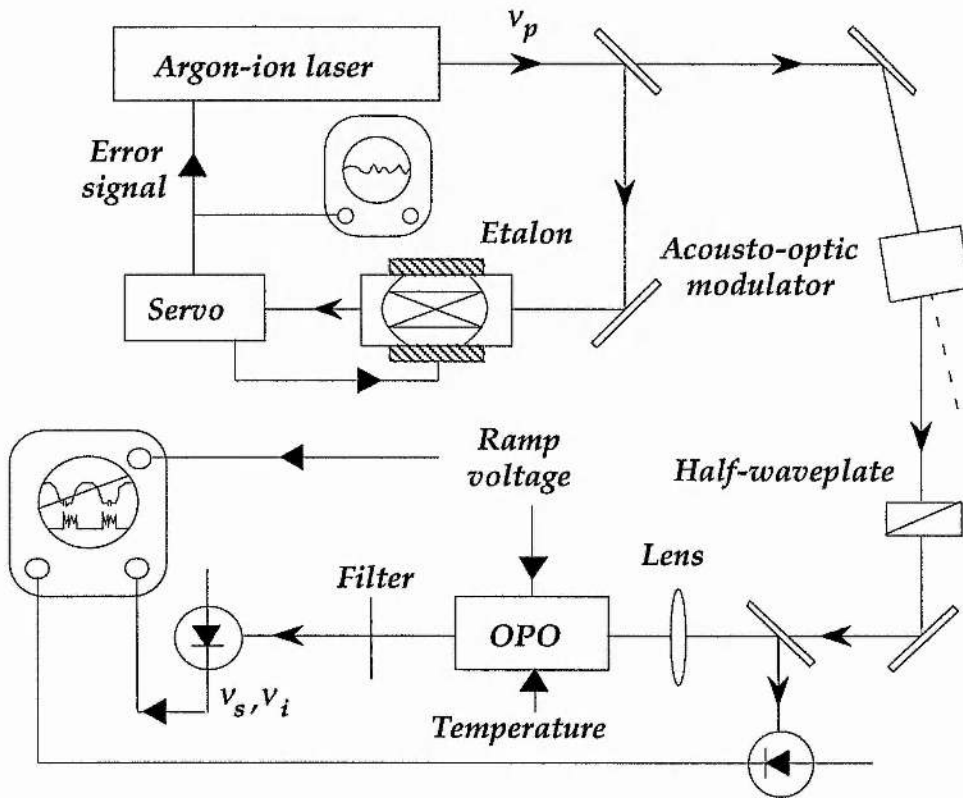 ν_p
Argon-ion laser
Error
signal
Etalon
Acousto-optic
modulator
Servo
Ramp
voltage
Half-waveplate
Lens
Filter
OPO
ν_s, ν_i
Temperature